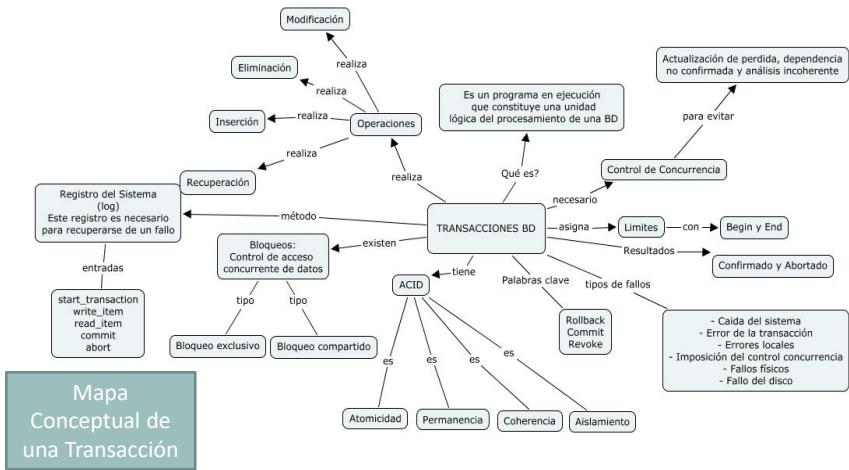 Modificación
realiza
Eliminación
realiza
Inserción
realiza
Operaciones
realiza
Recuperación
realiza
Es un programa en ejecución
que constituye una unidad
lógica del procesamiento de una BD
Qué es?
Actualización de perdida, dependencia
no confirmada y análisis incoherente
para evitar
Control de Concurrencia
necesario
Registro del Sistema
(log)
Este registro es necesario
para recuperarse de un fallo
método
TRANSACCIONES BD
asigna
Limites
con
Begin y End
Resultados
Confirmado y Abortado
entradas
start_transaction
write_item
read_item
commit
abort
existen
Bloqueos:
Control de acceso
concurrente de datos
tipo
tipo
Bloqueo exclusivo
Bloqueo compartido
tiene
ACID
es
es
es
es
Atomicidad
Permanencia
Coherencia
Aislamiento
Palabras clave
Rollback
Commit
Revoke
tipos de fallos
- Caida del sistema
- Error de la transacción
- Errores locales
- Imposición del control concurrencia
- Fallos físicos
- Fallo del disco
Mapa
Conceptual de
una Transacción